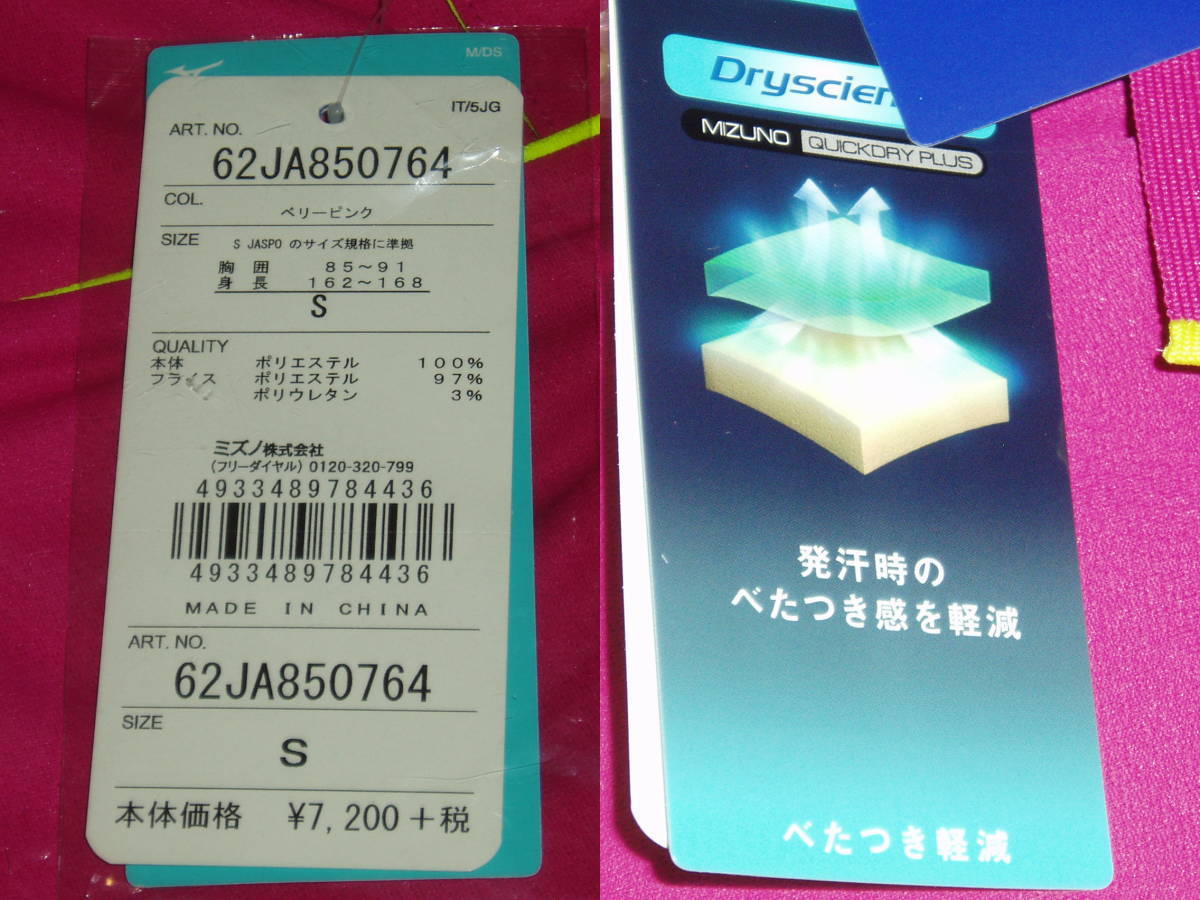 M/DS
IT/5JG
ART. NO.
62JA850764
COL.
ベリーピンク
SIZE
S JASPO のサイズ規格に準拠
胸囲 85～91
身長 162～168
S
QUALITY
本体 ポリエステル 100%
フライス ポリエステル 97%
ポリウレタン 3%
ミズノ株式会社
(フリーダイヤル) 0120-320-799
4933489784436
4933489784436
MADE IN CHINA
ART. NO.
62JA850764
SIZE
S
本体価格 ¥7,200+税
MIZUNO QUICKDRY PLUS
発汗時の
べたつき感を軽減
べたつき軽減